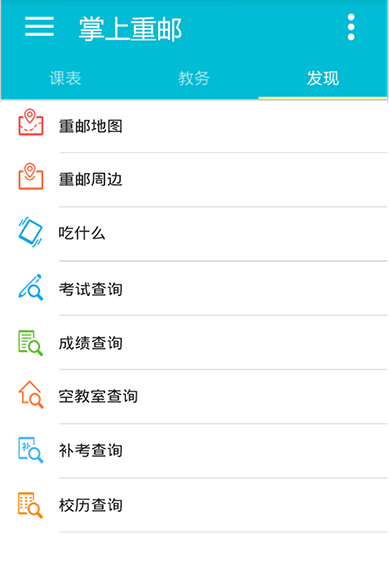 掌上重邮
课表 教务 发现
重邮地图
重邮周边
吃什么
考试查询
成绩查询
空教室查询
补
补考查询
校历查询